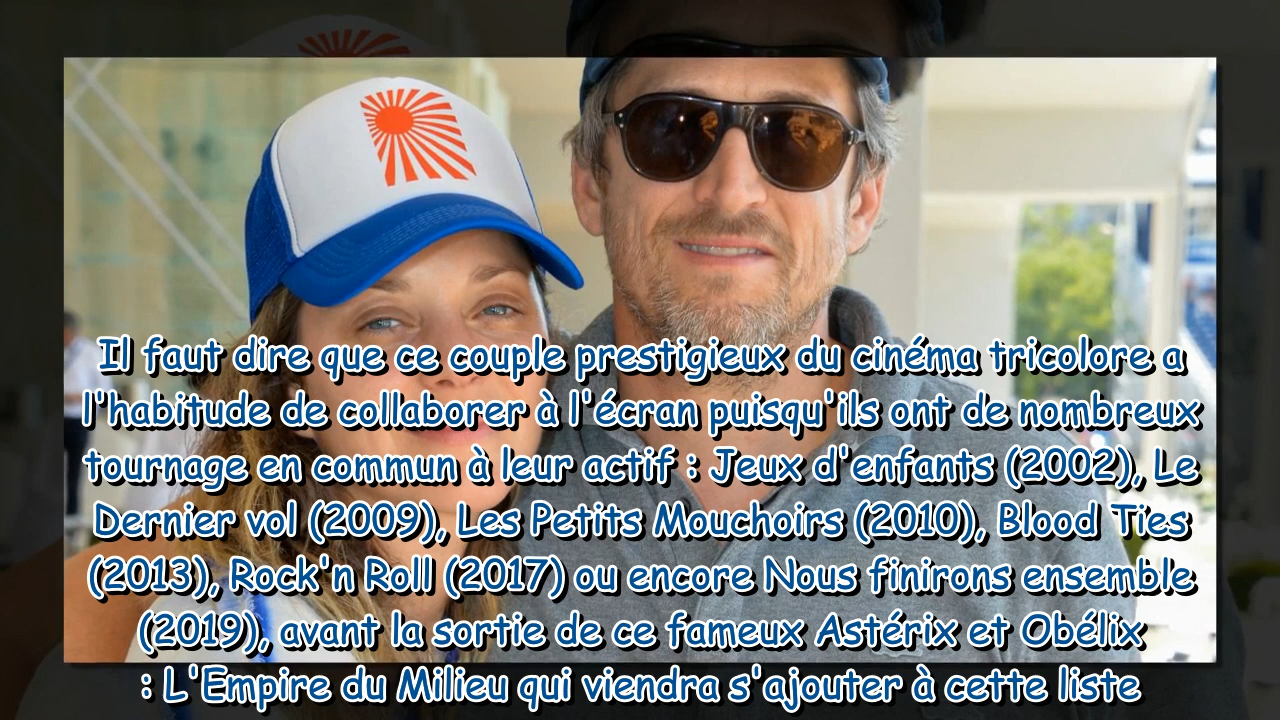 Il faut dire que ce couple prestigieux du cinéma tricolore a
l'habitude de collaborer à l'écran puisqu'ils ont de nombreux
tournage en commun à leur actif : Jeux d'enfants (2002), Le
Dernier vol (2009), Les Petits Mouchoirs (2010), Blood Ties
(2013), Rock'n Roll (2017) ou encore Nous finirons ensemble
(2019), avant la sortie de ce fameux Astérix et Obélix
: L'Empire du Milieu qui viendra s'ajouter à cette liste